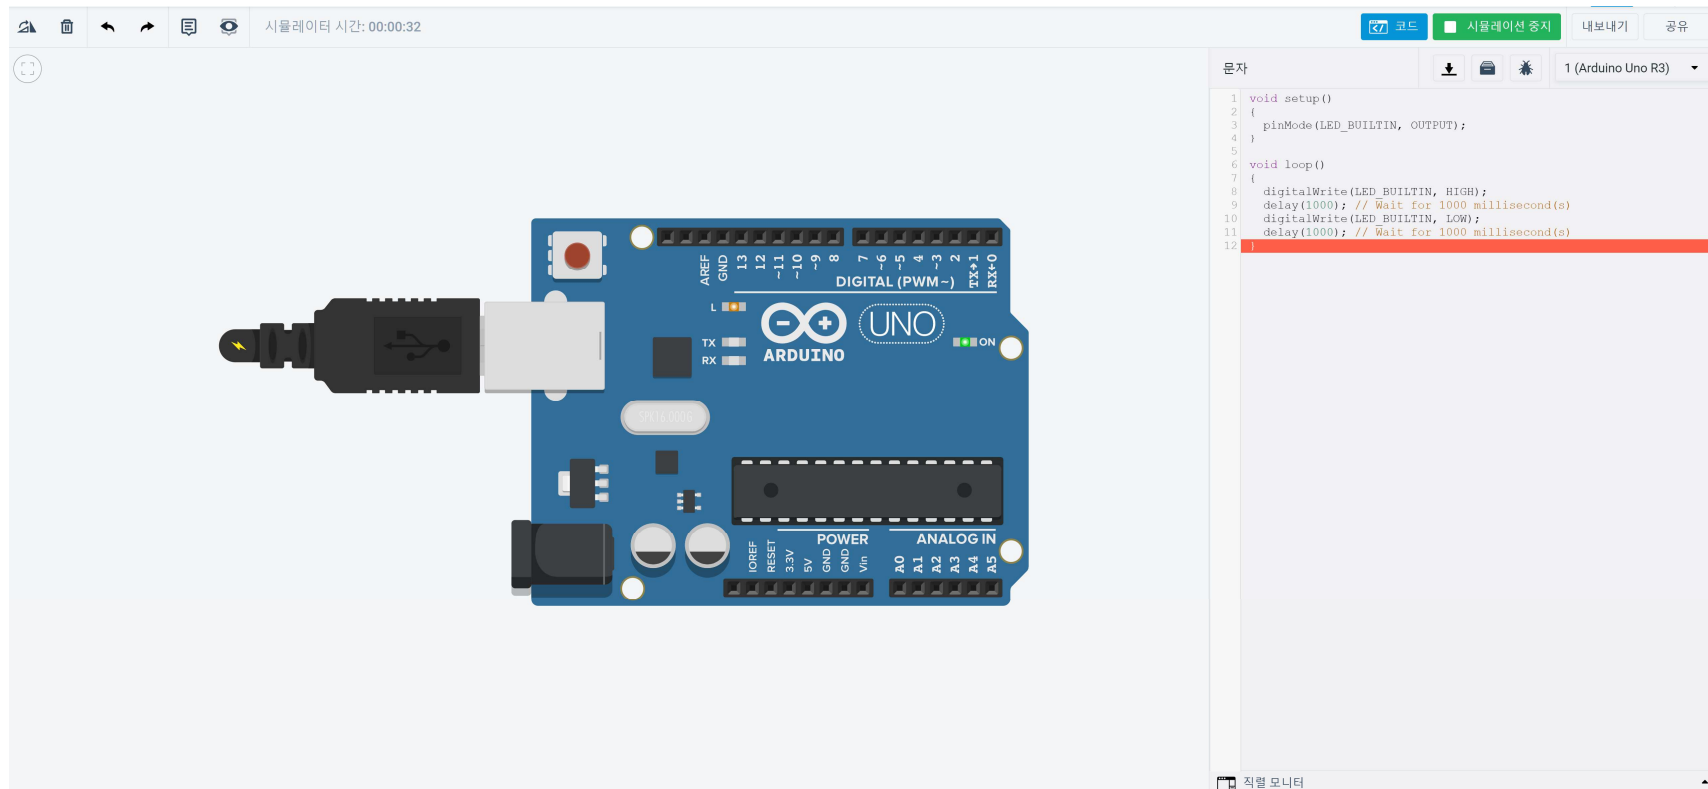 시뮬레이터 시간: 00:00:32
코드
시뮬레이션 중지
내보내기
공유
문자
1 (Arduino Uno R3)
1 void setup()
2 {
3   pinMode(LED_BUILTIN, OUTPUT);
4 }
5
6 void loop()
7 {
8   digitalWrite(LED_BUILTIN, HIGH);
9   delay(1000); // Wait for 1000 millisecond(s)
10   digitalWrite(LED_BUILTIN, LOW);
11   delay(1000); // Wait for 1000 millisecond(s)
12 }
AREF GND 13 12 ~11 ~10 ~9 8 7 ~6 ~5 4 ~3 2 TX→1 RX←0
DIGITAL (PWM~)
L
TX
RX
UNO
ARDUINO
ON
SPK16.000G
POWER
ANALOG IN
IOREF RESET 3.3V 5V GND GND Vin A0 A1 A2 A3 A4 A5
직렬 모니터